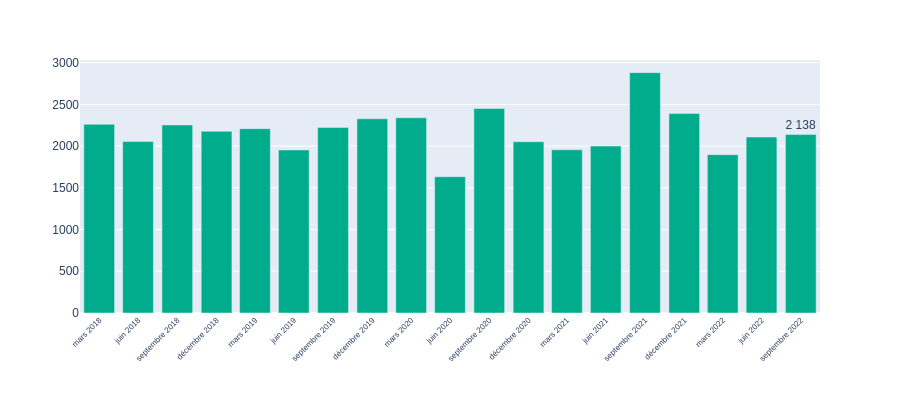 3000
2500
2000
1500
1000
500
0
2 138
mars 2018
juin 2018
septembre 2018
décembre 2018
mars 2019
juin 2019
septembre 2019
décembre 2019
mars 2020
juin 2020
septembre 2020
décembre 2020
mars 2021
juin 2021
septembre 2021
décembre 2021
mars 2022
juin 2022
septembre 2022